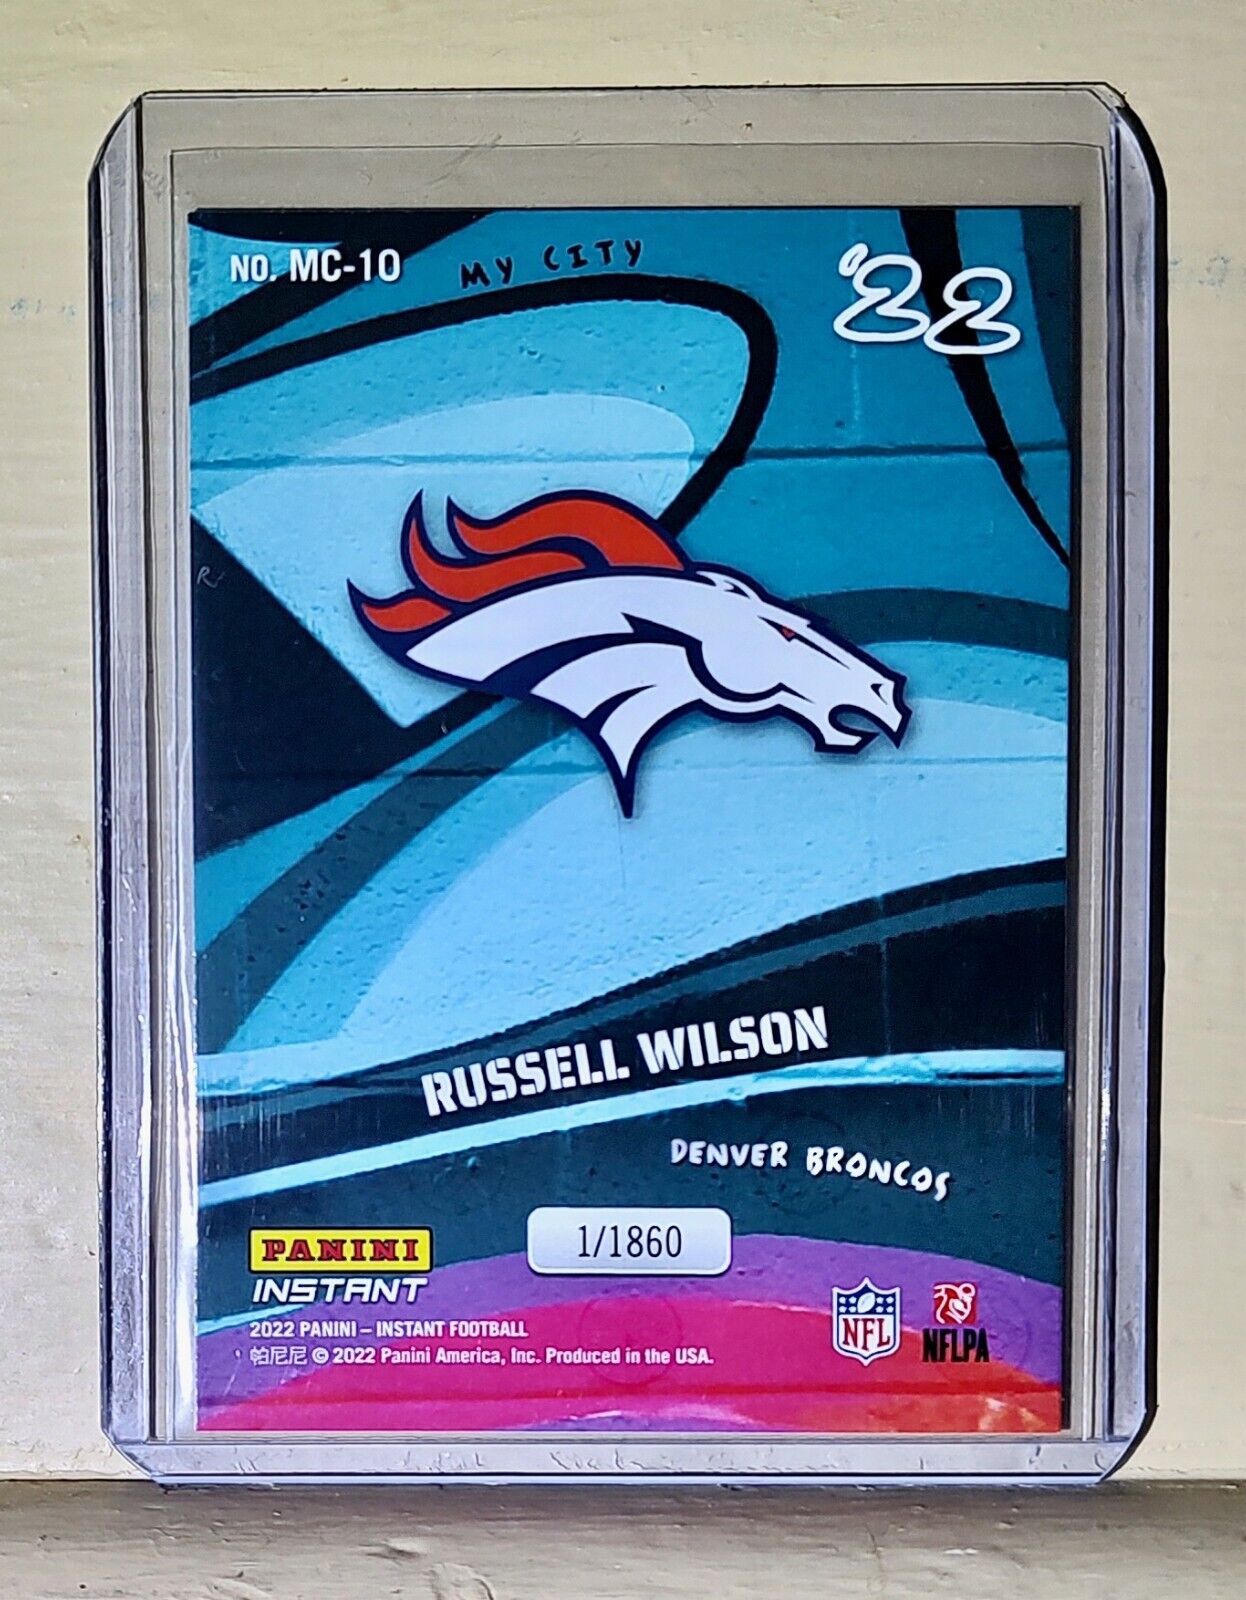 NO. MC-10
MY CITY
'22
RUSSELL WILSON
DENVER BRONCOS
1/1860
PANINI
INSTANT
2022 PANINI – INSTANT FOOTBALL
帕尼尼 © 2022 Panini America, Inc. Produced in the USA.
NFL
NFLPA